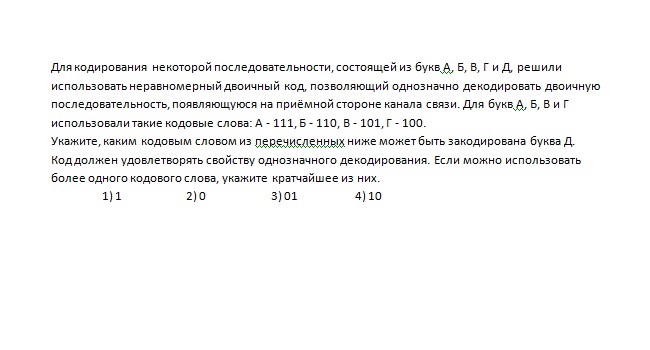 Для кодирования некоторой последовательности, состоящей из букв А, Б, В, Г и Д, решили
использовать неравномерный двоичный код, позволяющий однозначно декодировать двоичную
последовательность, появляющуюся на приёмной стороне канала связи. Для букв А, Б, В и Г
использовали такие кодовые слова: А - 111, Б - 110, В - 101, Г - 100.
Укажите, каким кодовым словом из перечисленных ниже может быть закодирована буква Д.
Код должен удовлетворять свойству однозначного декодирования. Если можно использовать
более одного кодового слова, укажите кратчайшее из них.
1) 1 2) 0 3) 01 4) 10